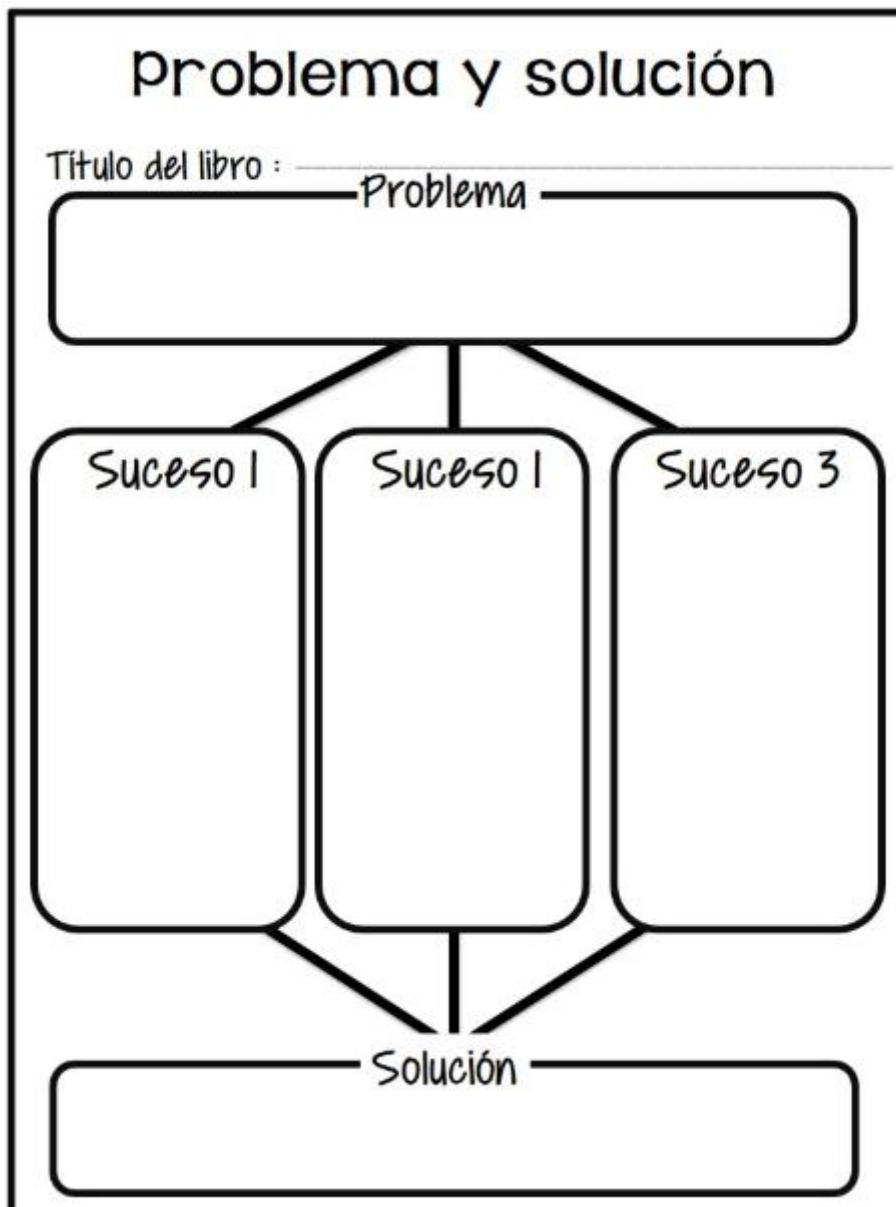 Problema y solución
Título del libro :
Problema
Suceso 1
Suceso 1
Suceso 3
Solución